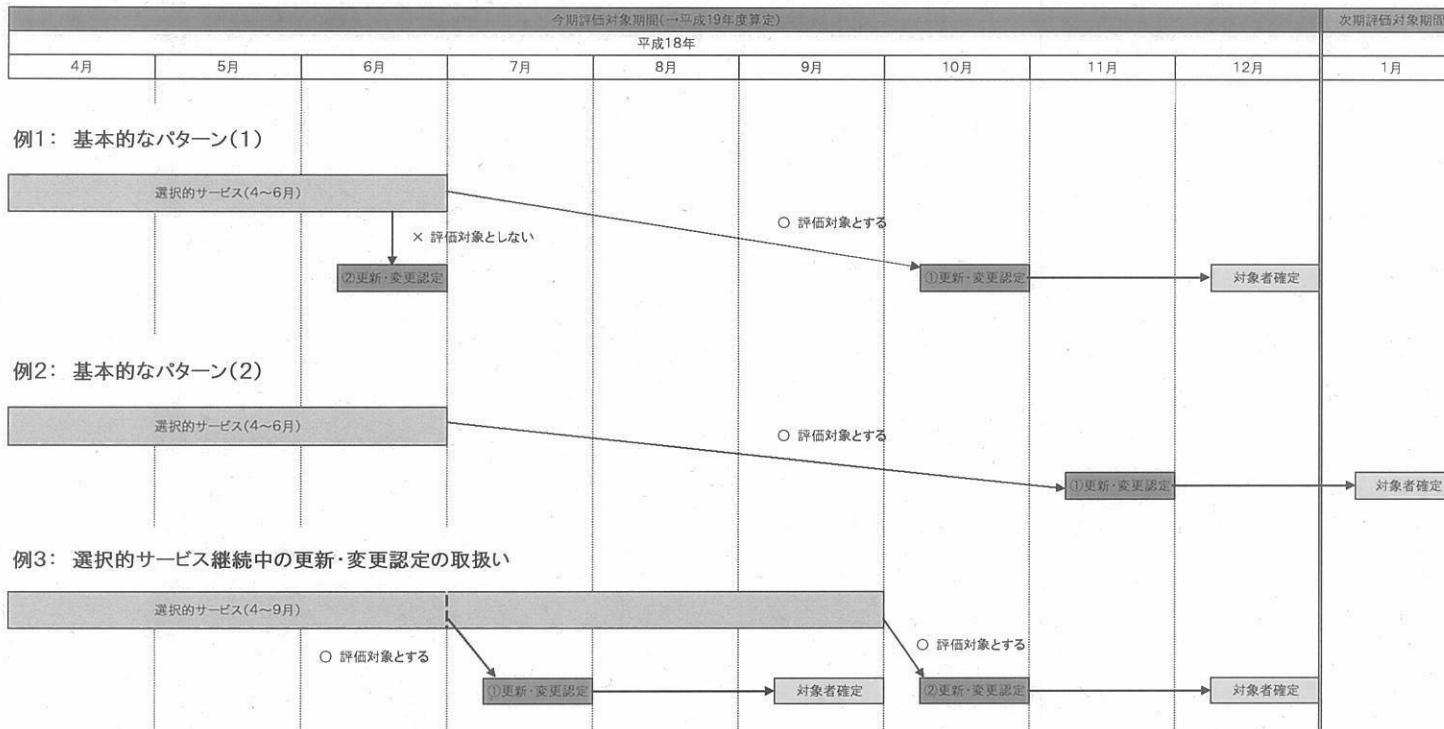 今期評価対象期間(→平成19年度算定)
次期評価対象期間
平成18年
4月
5月
6月
7月
8月
9月
10月
11月
12月
1月
例1: 基本的なパターン(1)
選択的サービス(4~6月)
○ 評価対象とする
× 評価対象としない
②更新・変更認定
①更新・変更認定
対象者確定
例2: 基本的なパターン(2)
選択的サービス(4~6月)
○ 評価対象とする
①更新・変更認定
対象者確定
例3: 選択的サービス継続中の更新・変更認定の取扱い
選択的サービス(4~9月)
○ 評価対象とする
○ 評価対象とする
①更新・変更認定
対象者確定
②更新・変更認定
対象者確定